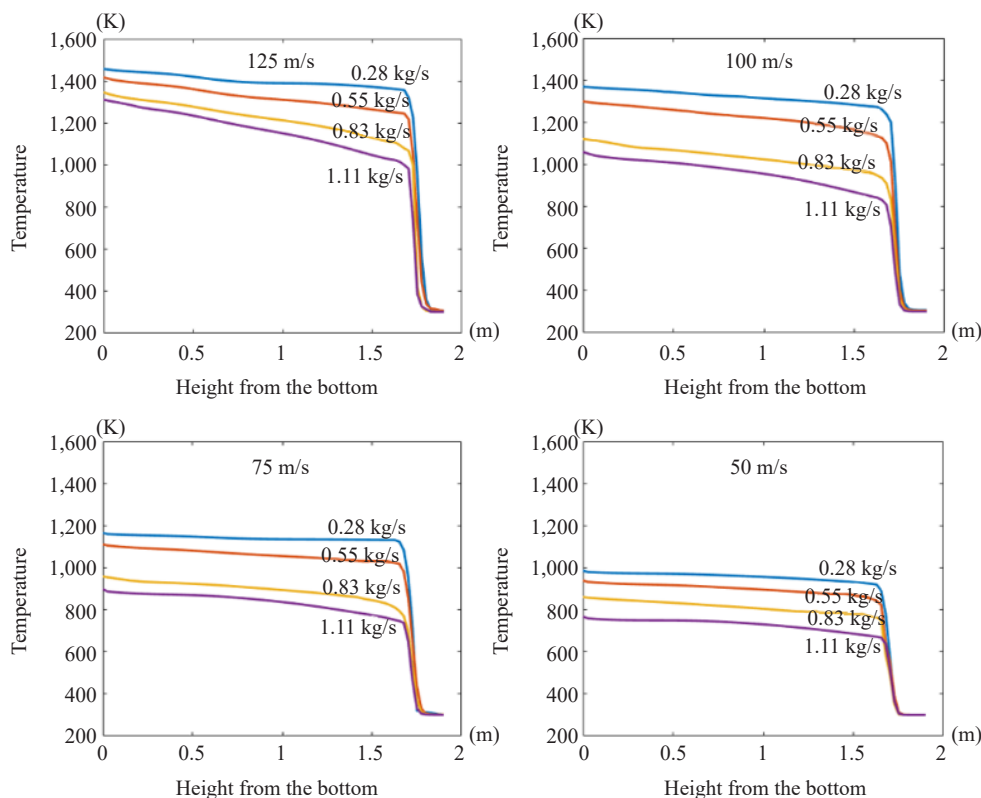 (K)
1,600
1,400
1,200
1,000
800
600
400
200
Temperature
125 m/s
0.28 kg/s
0.55 kg/s
0.83 kg/s
1.11 kg/s
0 0.5 1 1.5 2
(m)
Height from the bottom
(K)
1,600
1,400
1,200
1,000
800
600
400
200
Temperature
100 m/s
0.28 kg/s
0.55 kg/s
0.83 kg/s
1.11 kg/s
0 0.5 1 1.5 2
(m)
Height from the bottom
(K)
1,600
1,400
1,200
1,000
800
600
400
200
Temperature
75 m/s
0.28 kg/s
0.55 kg/s
0.83 kg/s
1.11 kg/s
0 0.5 1 1.5 2
(m)
Height from the bottom
(K)
1,600
1,400
1,200
1,000
800
600
400
200
Temperature
50 m/s
0.28 kg/s
0.55 kg/s
0.83 kg/s
1.11 kg/s
0 0.5 1 1.5 2
(m)
Height from the bottom